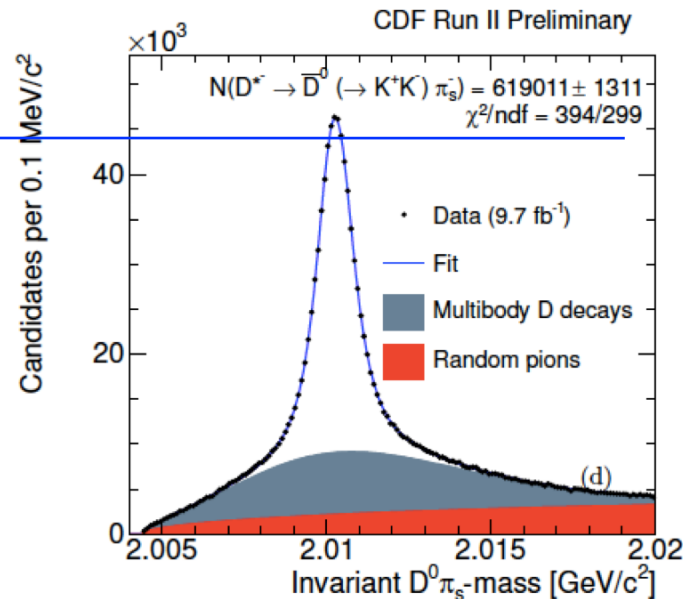 CDF Run II Preliminary
×10³
N(D*⁻ → D̅⁰ (→ K⁺K⁻) πₛ⁻) = 619011± 1311
χ²/ndf = 394/299
Candidates per 0.1 MeV/c²
40
20
0
Data (9.7 fb⁻¹)
Fit
Multibody D decays
Random pions
(d)
2.005 2.01 2.015 2.02
Invariant D⁰πₛ-mass [GeV/c²]